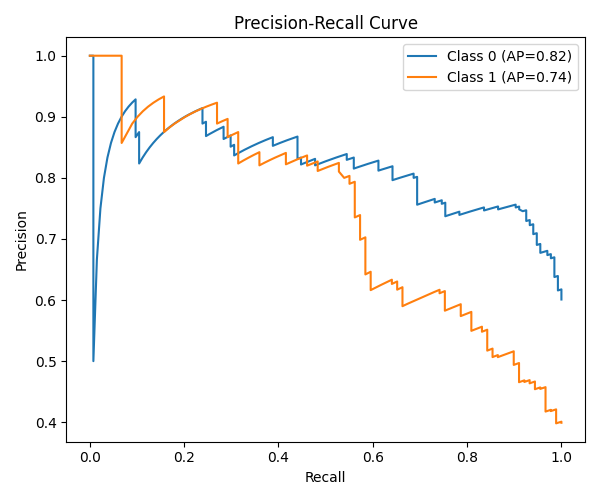 Precision-Recall Curve
Class 0 (AP=0.82)
Class 1 (AP=0.74)
1.0
0.9
0.8
0.7
0.6
0.5
0.4
Precision
0.0 0.2 0.4 0.6 0.8 1.0
Recall